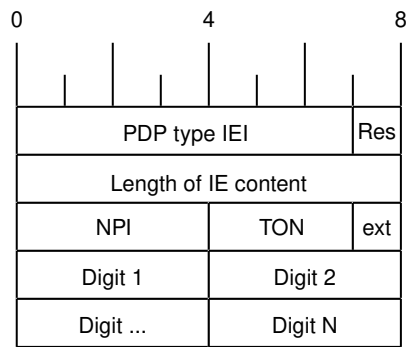 0 4 8
PDP type IEI Res
Length of IE content
NPI TON ext
Digit 1 Digit 2
Digit ... Digit N